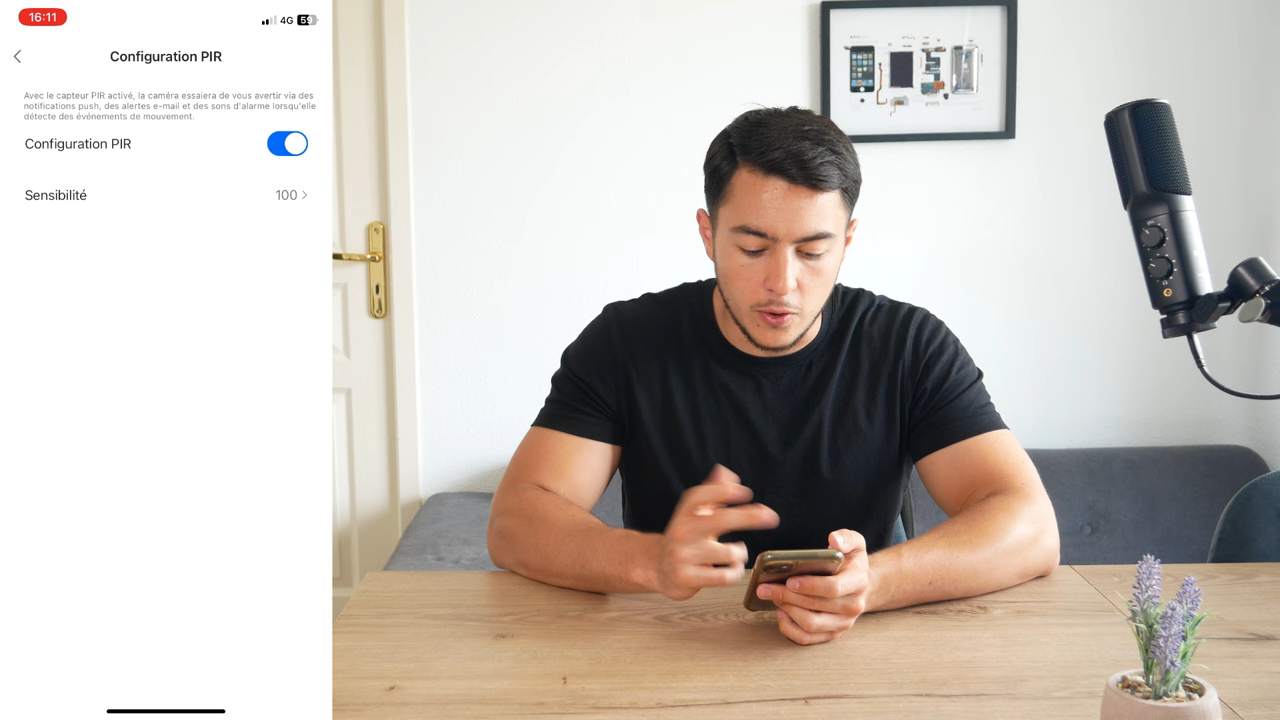 16:11
4G 59
Configuration PIR
Avec le capteur PIR activé, la caméra essaiera de vous avertir via des
notifications push, des alertes e-mail et des sons d'alarme lorsqu'elle
détecte des événements de mouvement.
Configuration PIR
Sensibilité 100